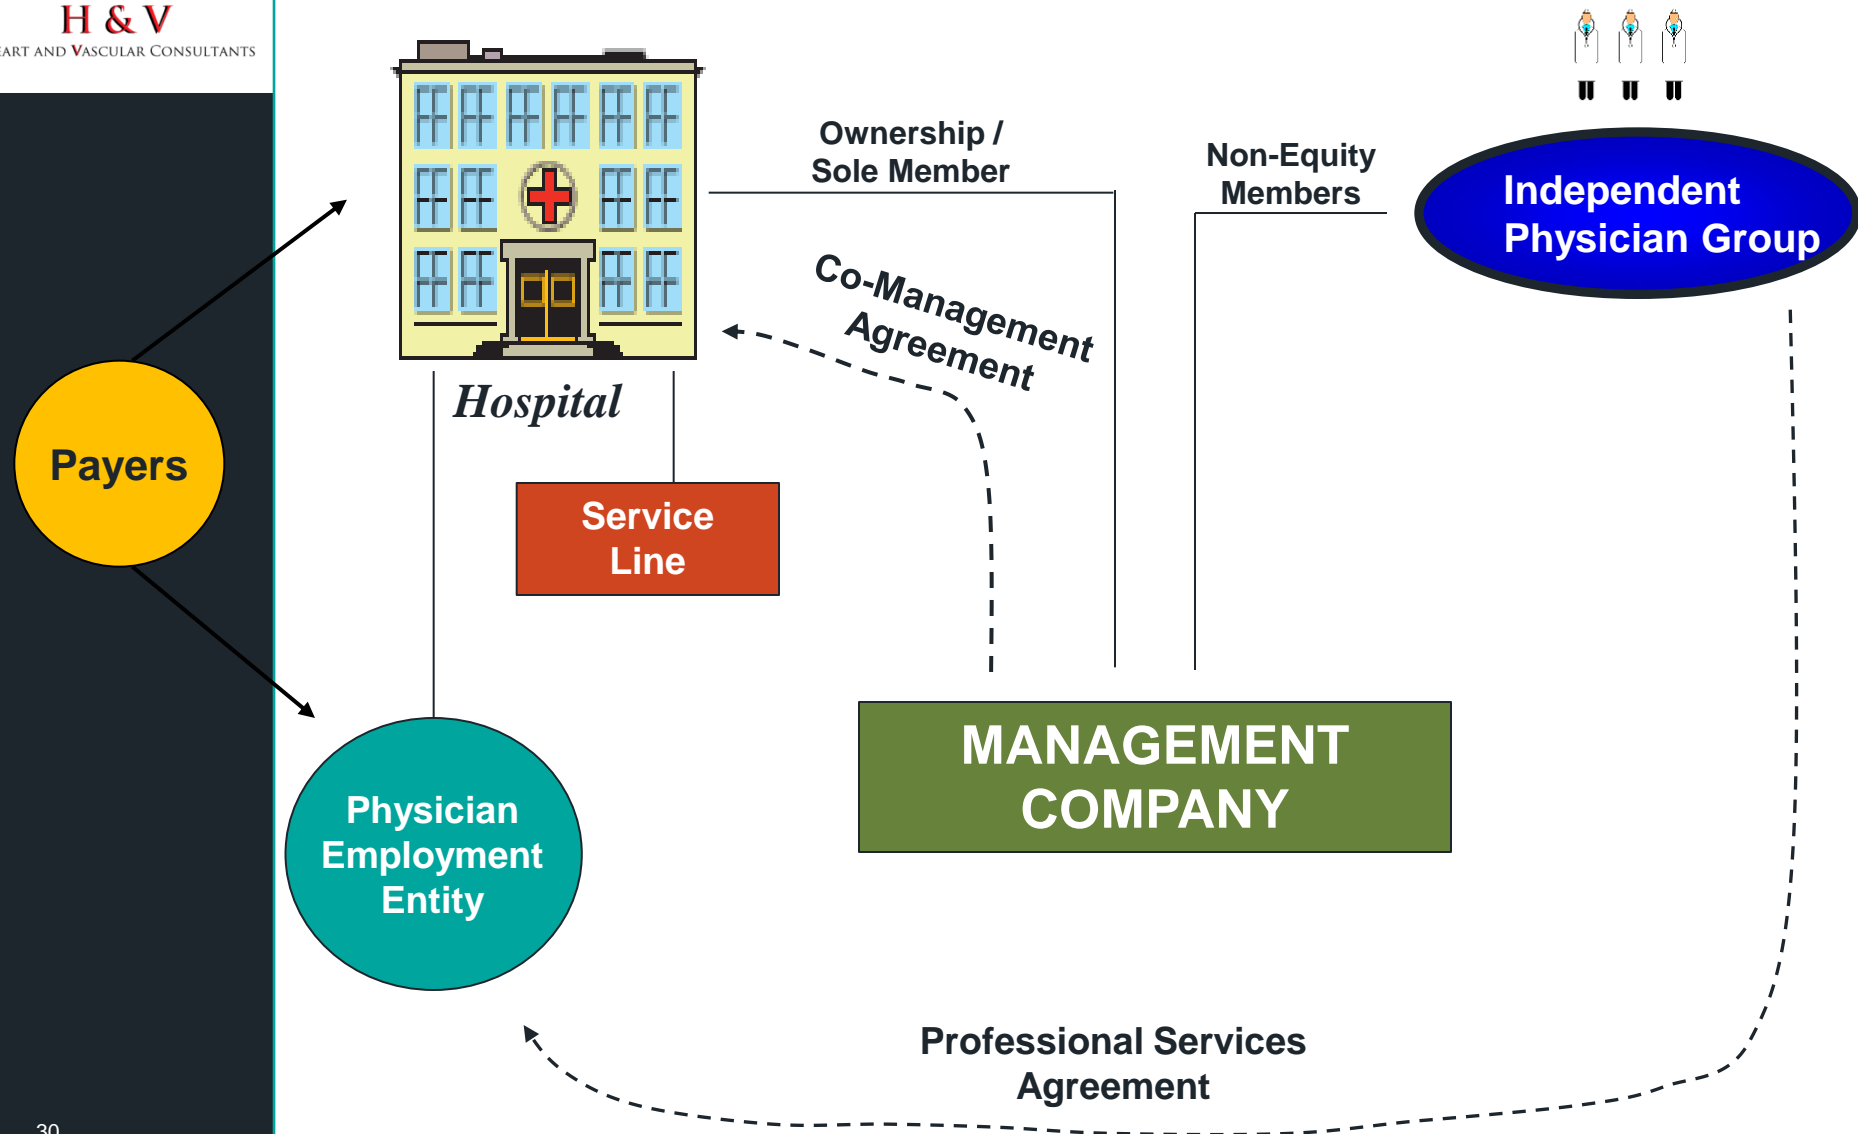 H & V
EART AND VASCULAR CONSULTANTS
Ownership /
Sole Member
Non-Equity
Members
Independent
Physician Group
Co-Management
Agreement
Hospital
Payers
Service
Line
MANAGEMENT
COMPANY
Physician
Employment
Entity
Professional Services
Agreement
30